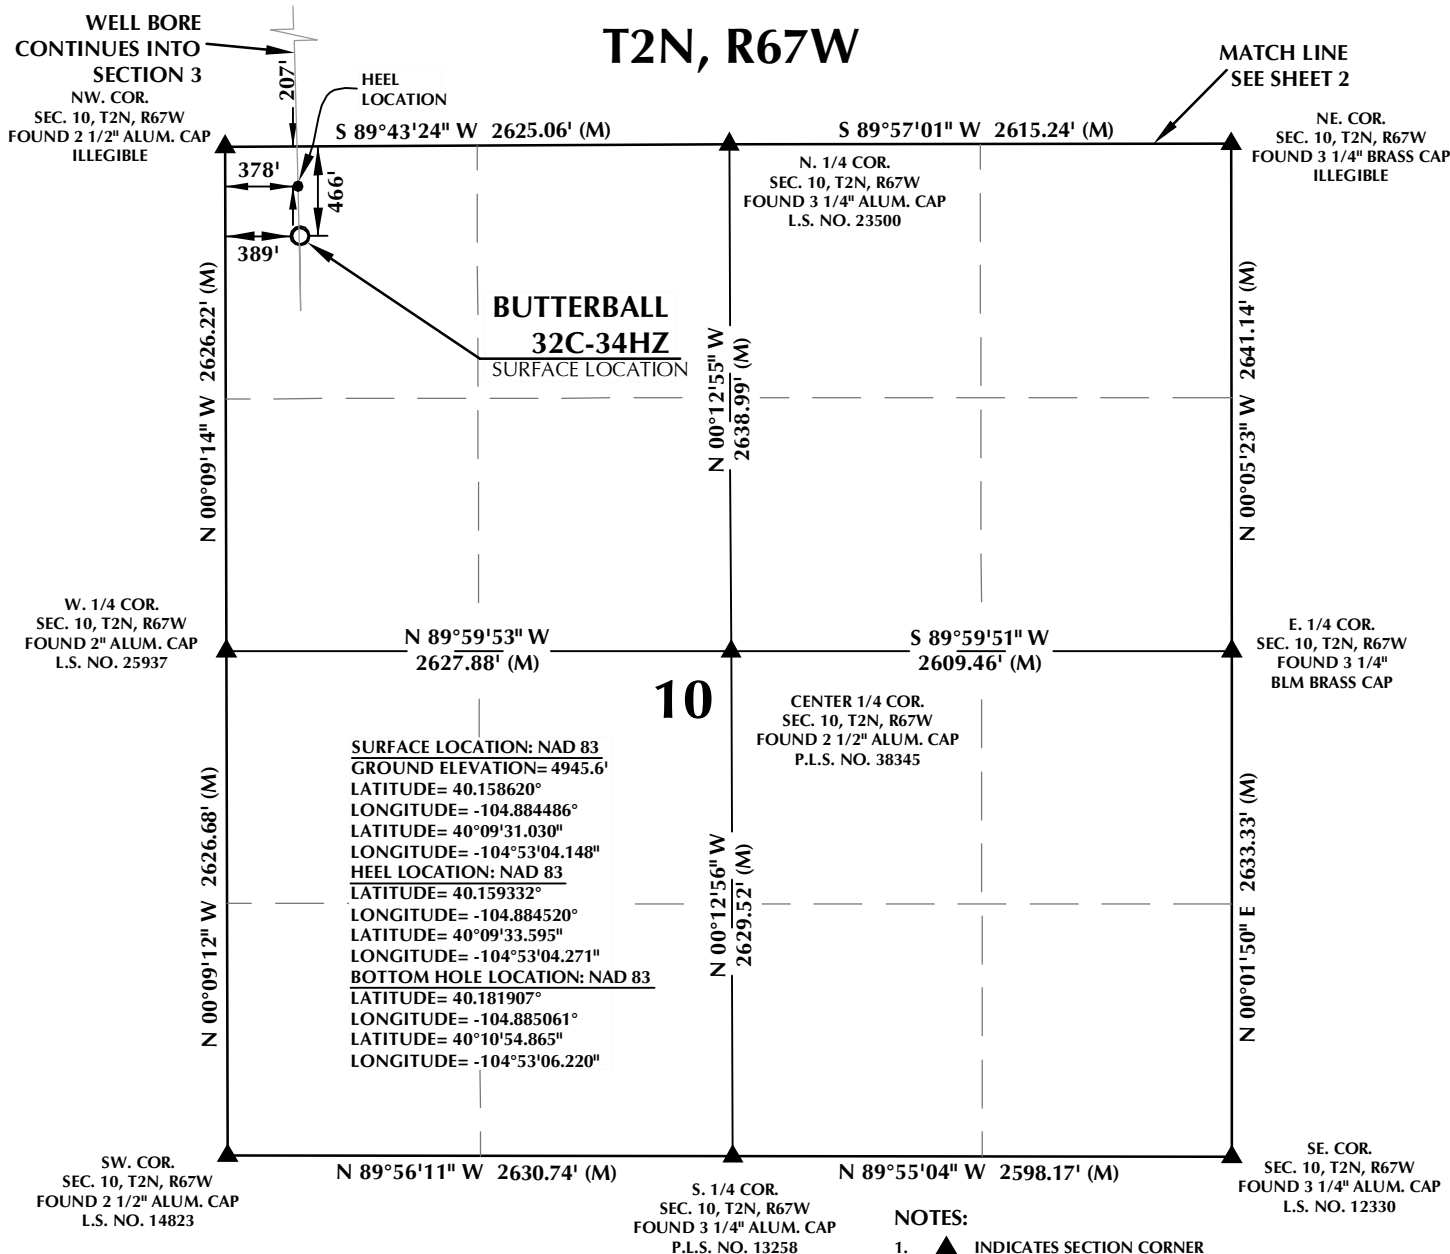 T2N, R67W
WELL BORE
CONTINUES INTO
SECTION 3
207'
HEEL
LOCATION
MATCH LINE
SEE SHEET 2
NW. COR.
SEC. 10, T2N, R67W
FOUND 2 1/2" ALUM. CAP
ILLEGIBLE
S 89°43'24" W 2625.06' (M)
S 89°57'01" W 2615.24' (M)
NE. COR.
SEC. 10, T2N, R67W
FOUND 3 1/4" BRASS CAP
ILLEGIBLE
N. 1/4 COR.
SEC. 10, T2N, R67W
FOUND 3 1/4" ALUM. CAP
L.S. NO. 23500
378'
466'
389'
BUTTERBALL
32C-34HZ
SURFACE LOCATION
N 00°09'14" W 2626.22' (M)
N 00°12'55" W
2638.99' (M)
N 00°05'23" W 2641.14' (M)
W. 1/4 COR.
SEC. 10, T2N, R67W
FOUND 2" ALUM. CAP
L.S. NO. 25937
N 89°59'53" W
2627.88' (M)
S 89°59'51" W
2609.46' (M)
E. 1/4 COR.
SEC. 10, T2N, R67W
FOUND 3 1/4"
BLM BRASS CAP
10
CENTER 1/4 COR.
SEC. 10, T2N, R67W
FOUND 2 1/2" ALUM. CAP
P.L.S. NO. 38345
SURFACE LOCATION: NAD 83
GROUND ELEVATION= 4945.6'
LATITUDE= 40.158620°
LONGITUDE= -104.884486°
LATITUDE= 40°09'31.030"
LONGITUDE= -104°53'04.148"
HEEL LOCATION: NAD 83
LATITUDE= 40.159332°
LONGITUDE= -104.884520°
LATITUDE= 40°09'33.595"
LONGITUDE= -104°53'04.271"
BOTTOM HOLE LOCATION: NAD 83
LATITUDE= 40.181907°
LONGITUDE= -104.885061°
LATITUDE= 40°10'54.865"
LONGITUDE= -104°53'06.220"
N 00°09'12" W 2626.68' (M)
N 00°12'56" W
2629.52' (M)
N 00°01'50" E 2633.33' (M)
SW. COR.
SEC. 10, T2N, R67W
FOUND 2 1/2" ALUM. CAP
L.S. NO. 14823
N 89°56'11" W 2630.74' (M)
N 89°55'04" W 2598.17' (M)
S. 1/4 COR.
SEC. 10, T2N, R67W
FOUND 3 1/4" ALUM. CAP
P.L.S. NO. 13258
SE. COR.
SEC. 10, T2N, R67W
FOUND 3 1/4" ALUM. CAP
L.S. NO. 12330
NOTES:
1. ▲ INDICATES SECTION CORNER